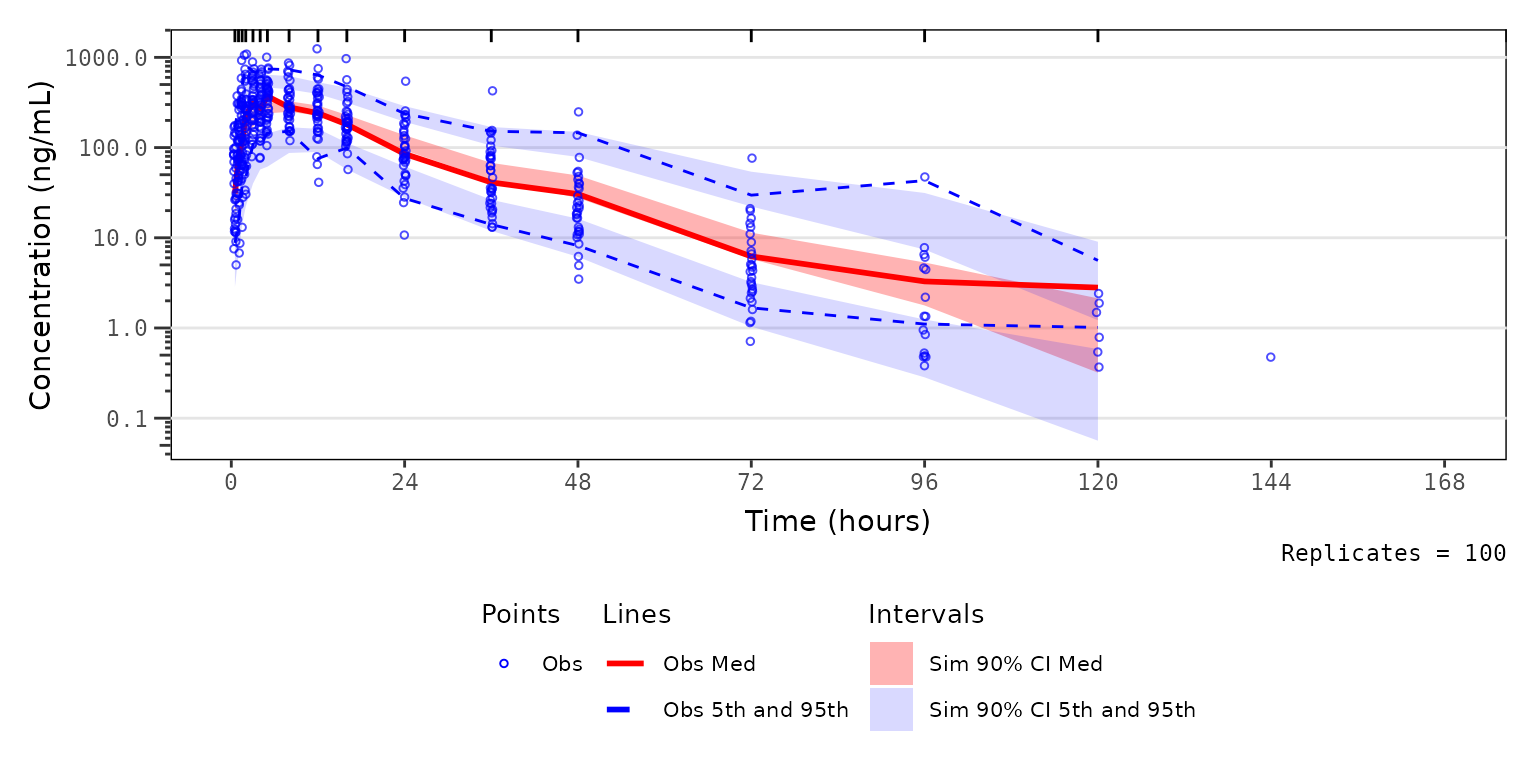 Concentration (ng/mL)
1000.0
100.0
10.0
1.0
0.1
0 24 48 72 96 120 144 168
Time (hours)
Replicates = 100
Points Lines Intervals
Obs Obs Med Sim 90% CI Med
Obs 5th and 95th Sim 90% CI 5th and 95th